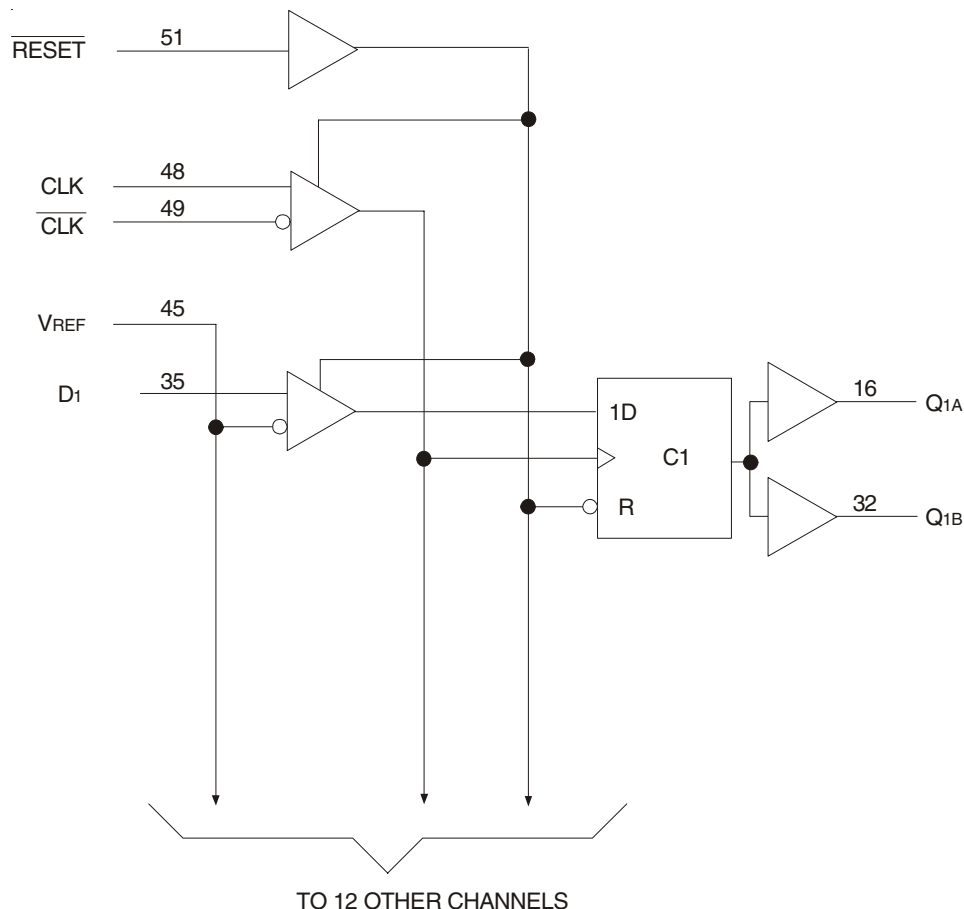 RESET 51
CLK 48
CLK 49
VREF 45
D1 35
1D
C1
R
16 Q1A
32 Q1B
TO 12 OTHER CHANNELS